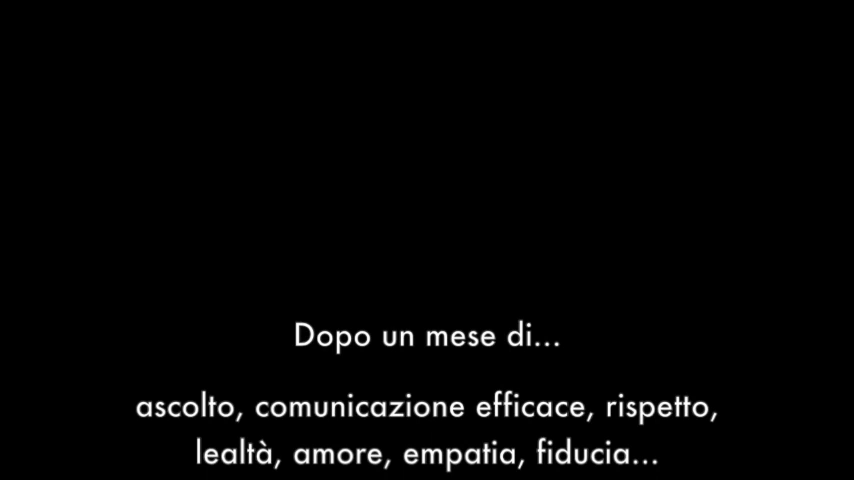 Dopo un mese di...
ascolto, comunicazione efficace, rispetto,
lealtà, amore, empatia, fiducia...